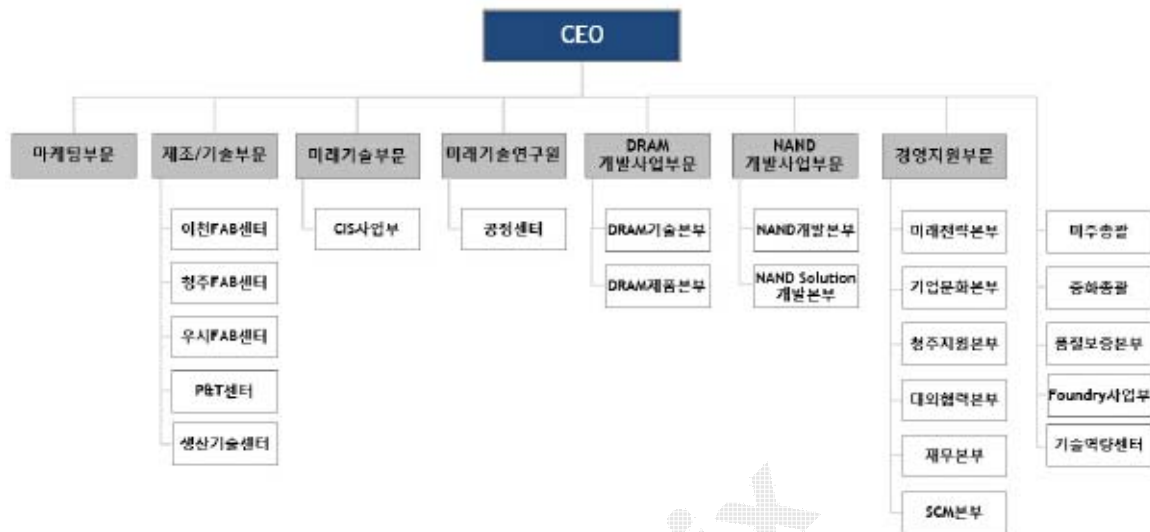 CEO
마케팅부문
제조/기술부문
미래기술부문
미래기술연구원
DRAM
개발사업부문
NAND
개발사업부문
경영지원부문
이천FAB센터
청주FAB센터
우시FAB센터
P&T센터
생산기술센터
CIS사업부
공정센터
DRAM기술본부
DRAM제품본부
NAND개발본부
NAND Solution
개발본부
미래전략본부
기업문화본부
청주지원본부
대외협력본부
재무본부
SCM본부
미주총괄
중화총괄
품질보증본부
Foundry사업부
기술역량센터